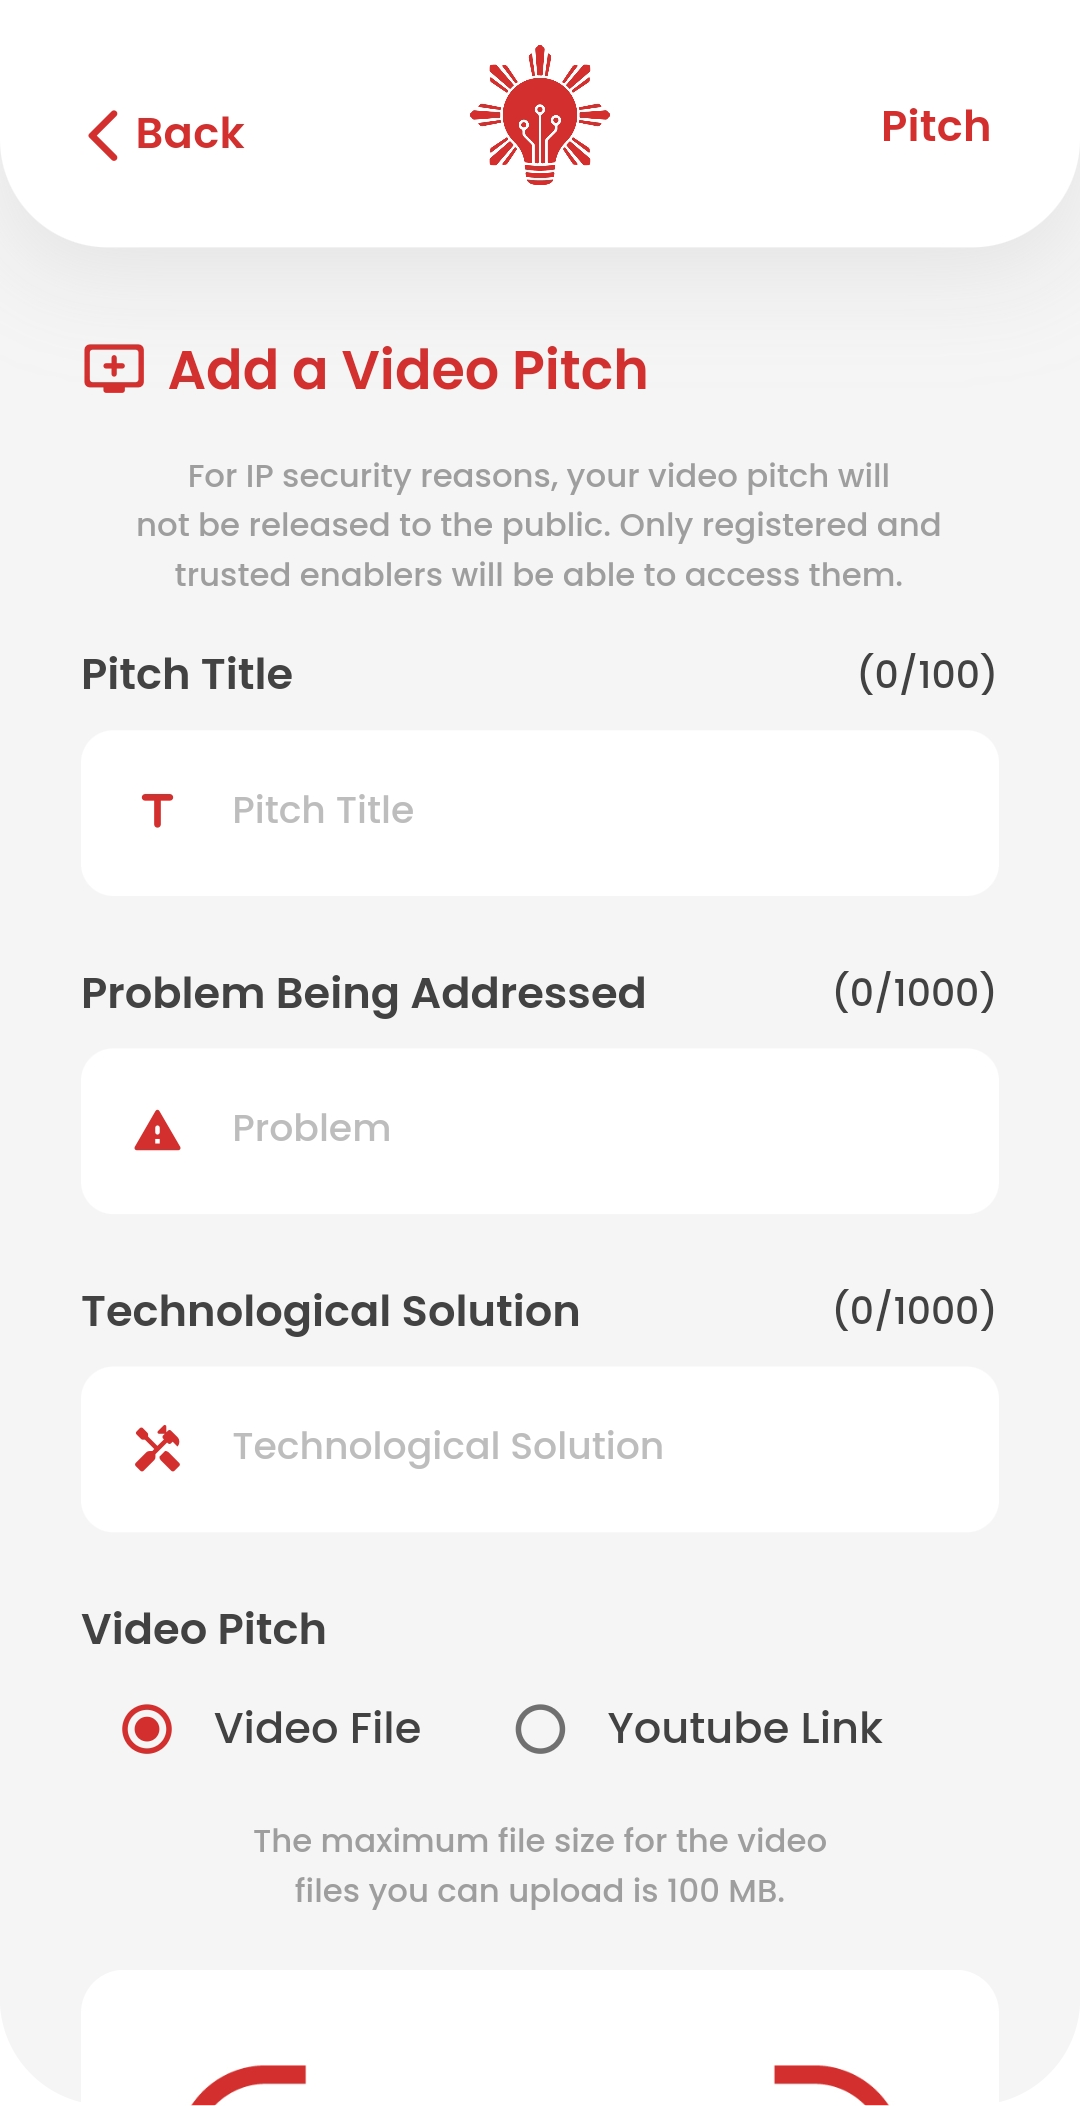 Back
Pitch
Add a Video Pitch
For IP security reasons, your video pitch will
not be released to the public. Only registered and
trusted enablers will be able to access them.
Pitch Title (0/100)
Pitch Title
Problem Being Addressed (0/1000)
Problem
Technological Solution (0/1000)
Technological Solution
Video Pitch
Video File
Youtube Link
The maximum file size for the video
files you can upload is 100 MB.